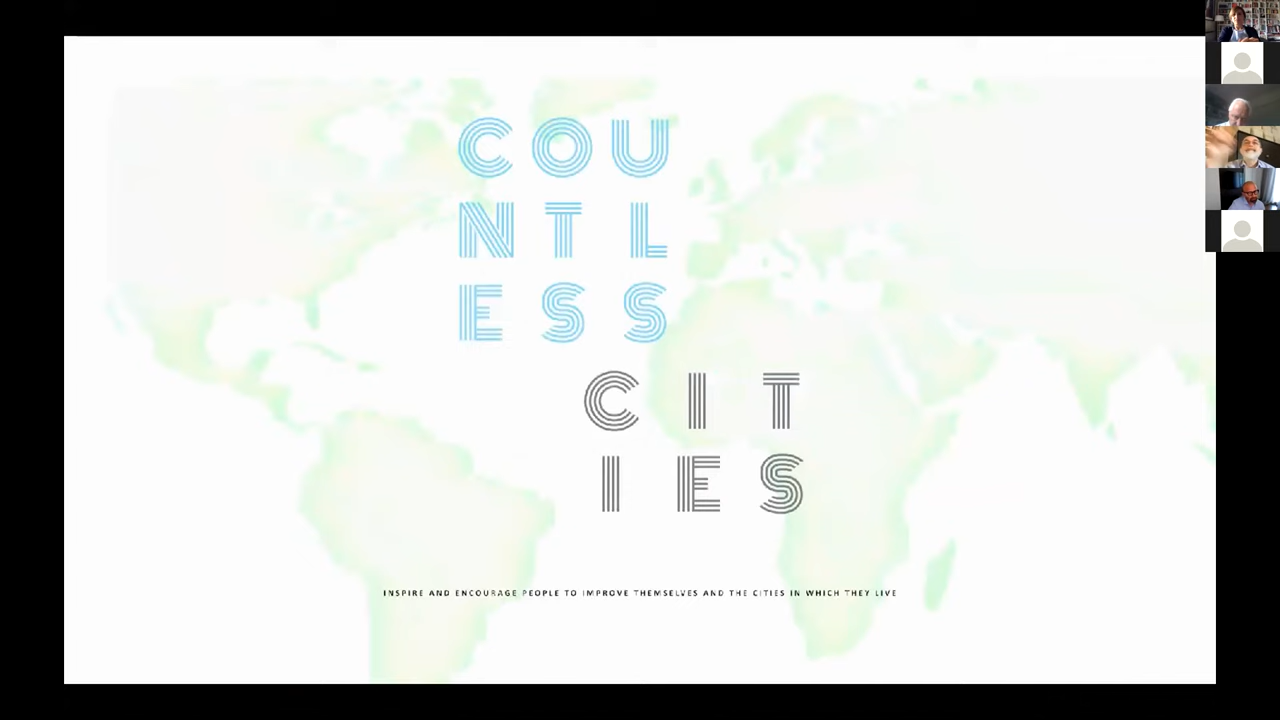 COU
NTL
ESS
CIT
IES
INSPIRE AND ENCOURAGE PEOPLE TO IMPROVE THEMSELVES AND THE CITIES IN WHICH THEY LIVE